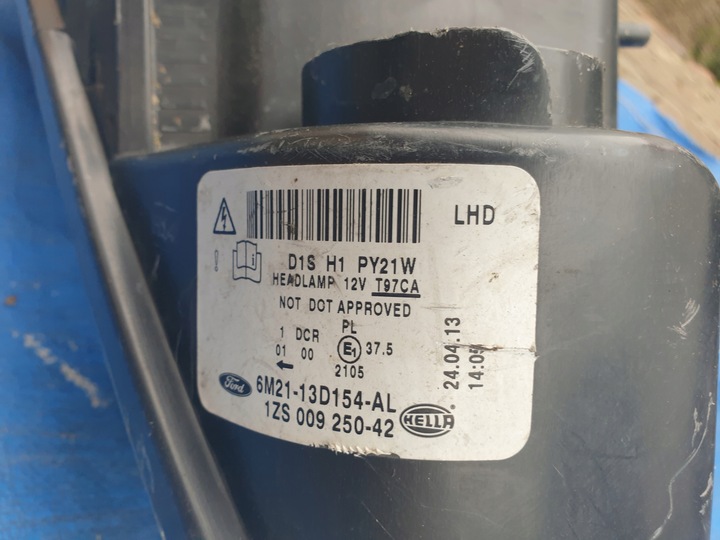 LHD
D1S H1 PY21W
HEADLAMP 12V T97CA
NOT DOT APPROVED
PL
1 DCR E1 37.5
01 00
2105
24.04.13
14:05
Ford 6M21-13D154-AL
1ZS 009 250-42 HELLA